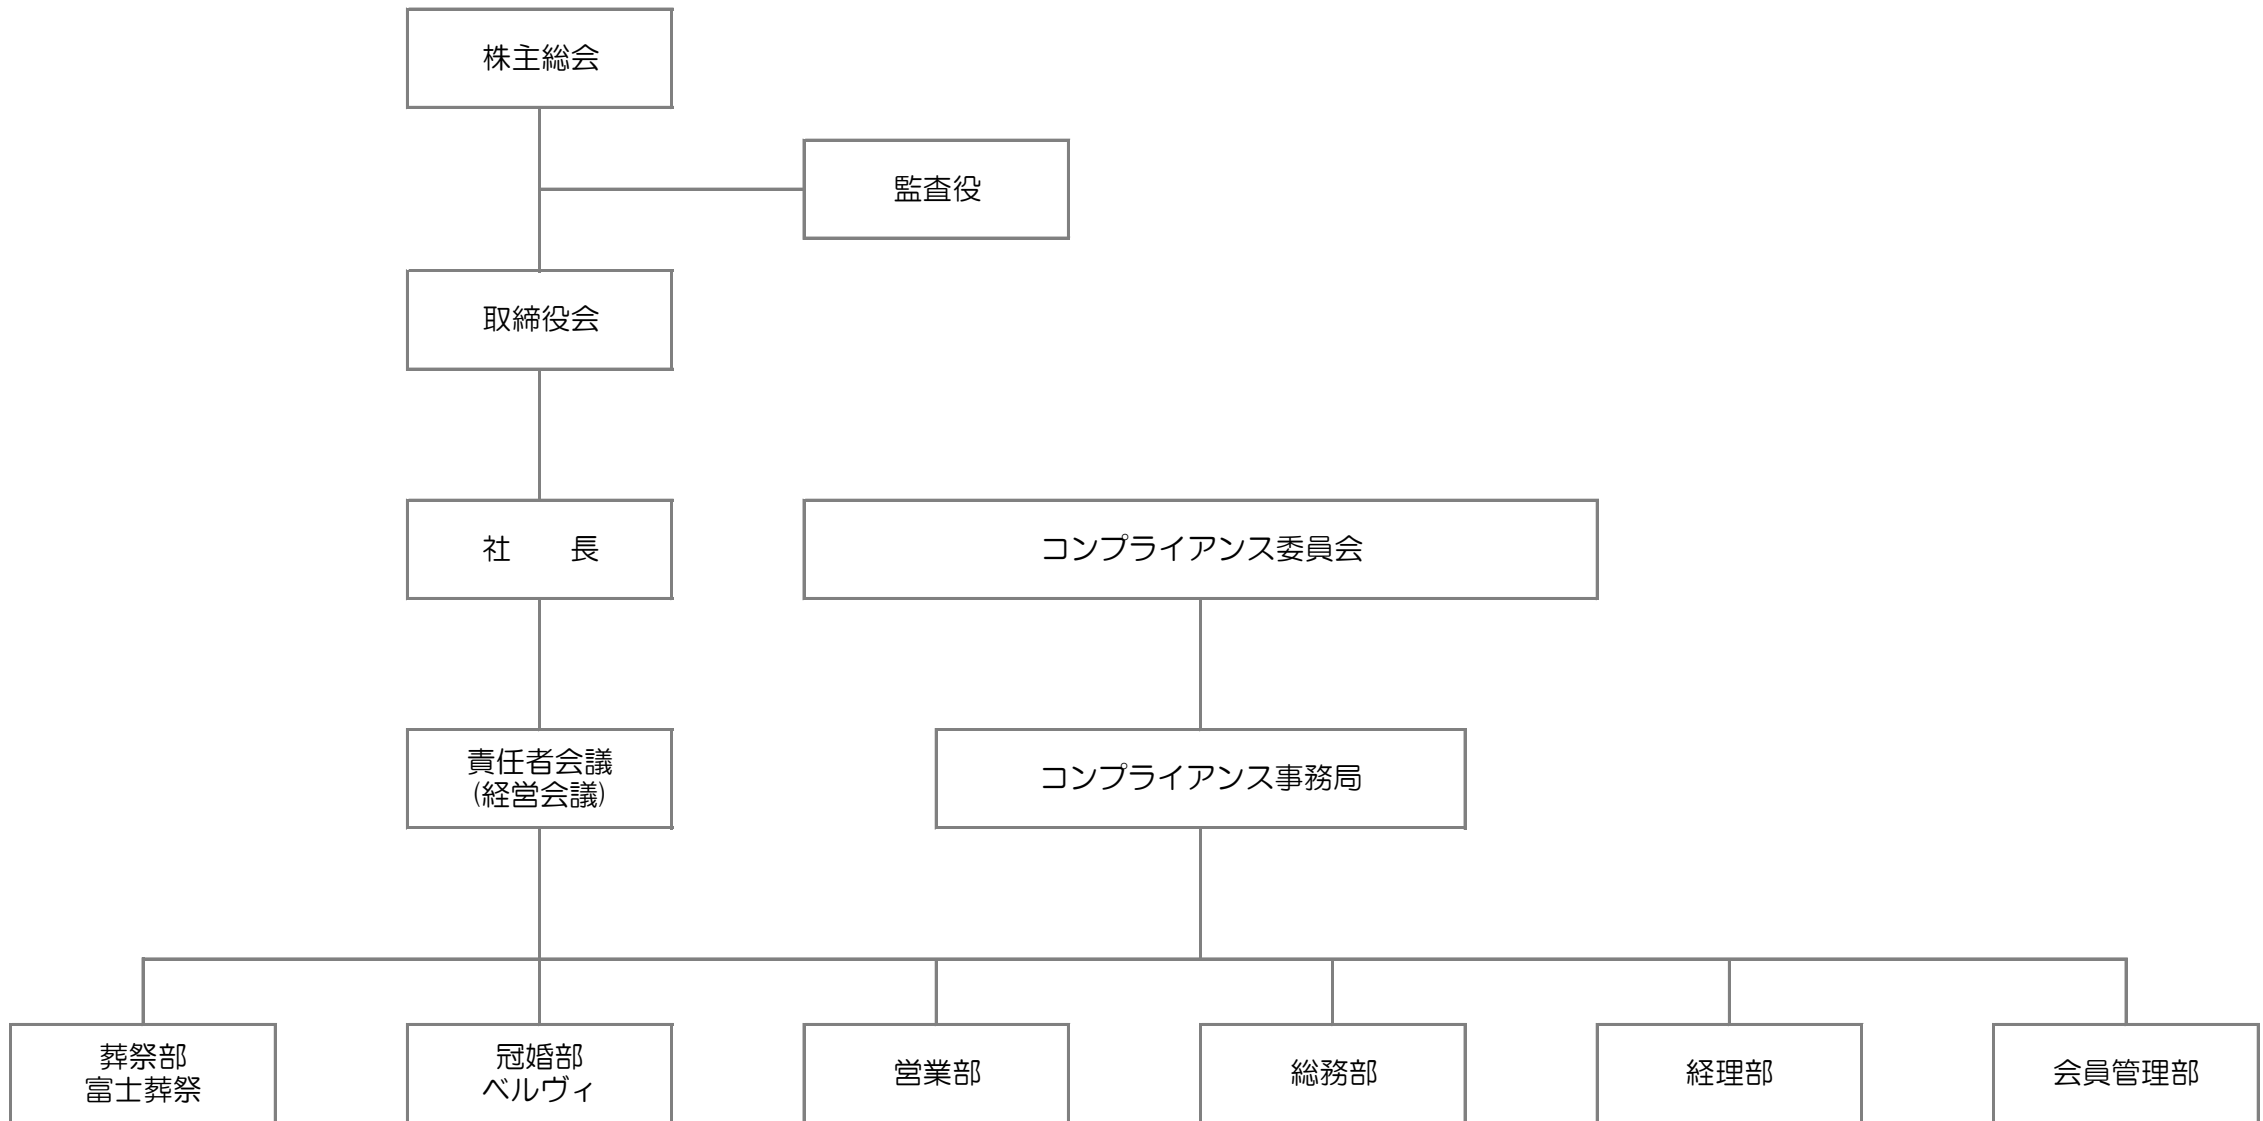 株主総会
監査役
取締役会
社　　長
コンプライアンス委員会
責任者会議
(経営会議)
コンプライアンス事務局
葬祭部
富士葬祭
冠婚部
ベルヴィ
営業部
総務部
経理部
会員管理部